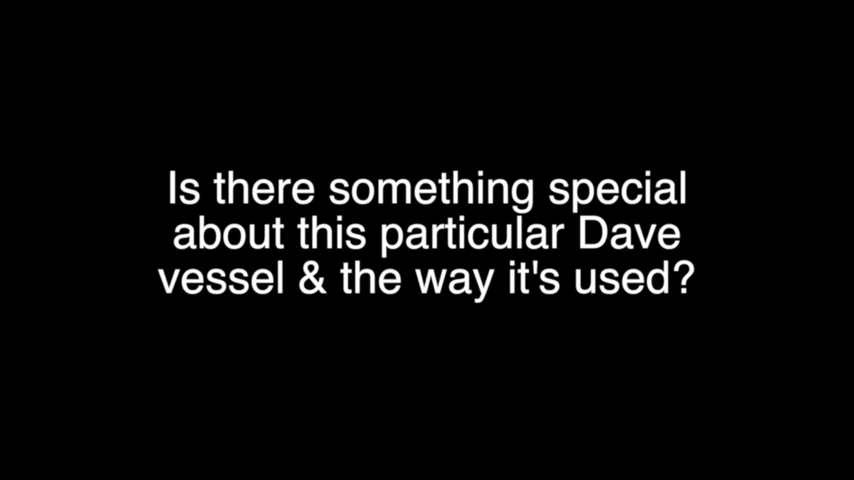 Is there something special
about this particular Dave
vessel & the way it's used?